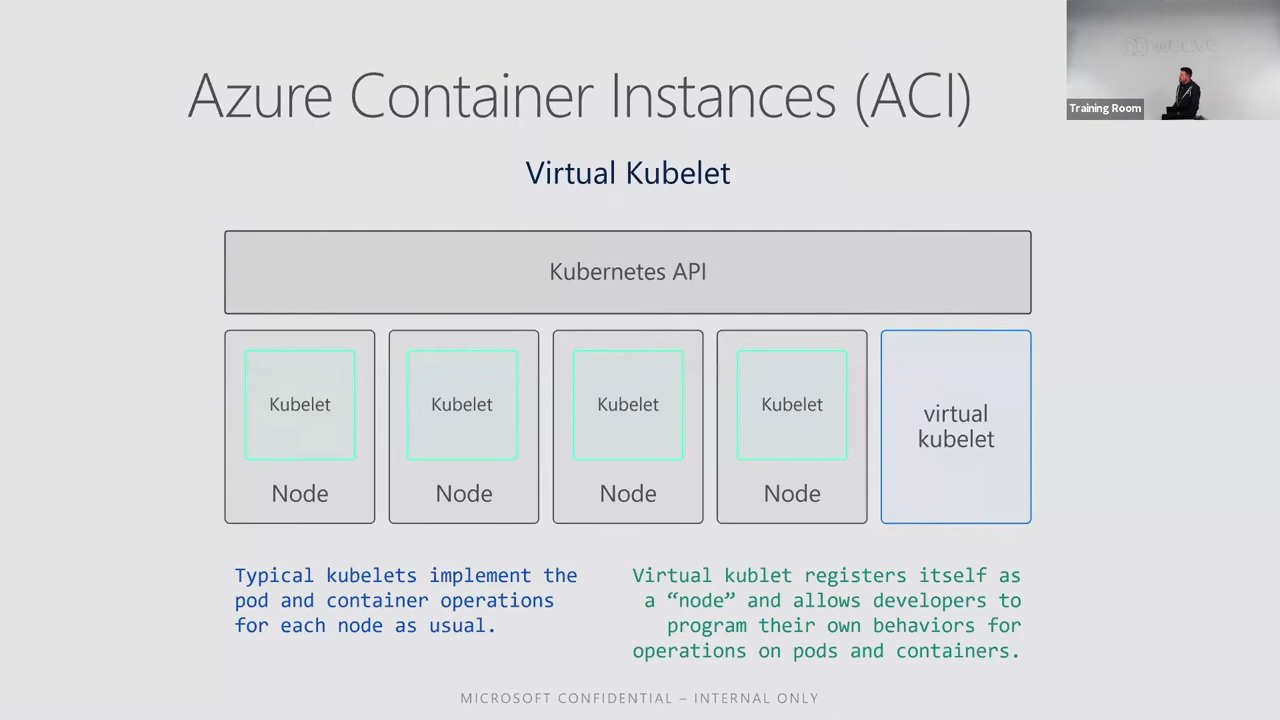 Azure Container Instances (ACI)
Training Room
Virtual Kubelet
Kubernetes API
Kubelet
Kubelet
Kubelet
Kubelet
virtual
kubelet
Node
Node
Node
Node
Typical kubelets implement the
pod and container operations
for each node as usual.
Virtual kublet registers itself as
a “node” and allows developers to
program their own behaviors for
operations on pods and containers.
MICROSOFT CONFIDENTIAL – INTERNAL ONLY